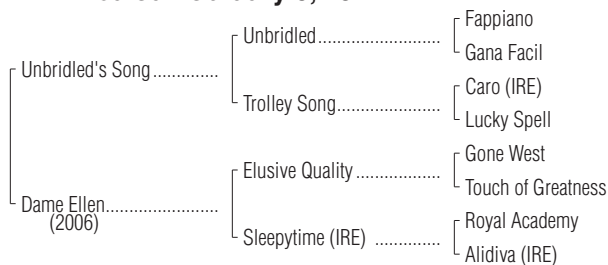 Fappiano
Unbridled
Gana Facil
Unbridled's Song
Caro (IRE)
Trolley Song
Lucky Spell
Gone West
Elusive Quality
Touch of Greatness
Dame Ellen
(2006)
Royal Academy
Sleepytime (IRE)
Alidiva (IRE)